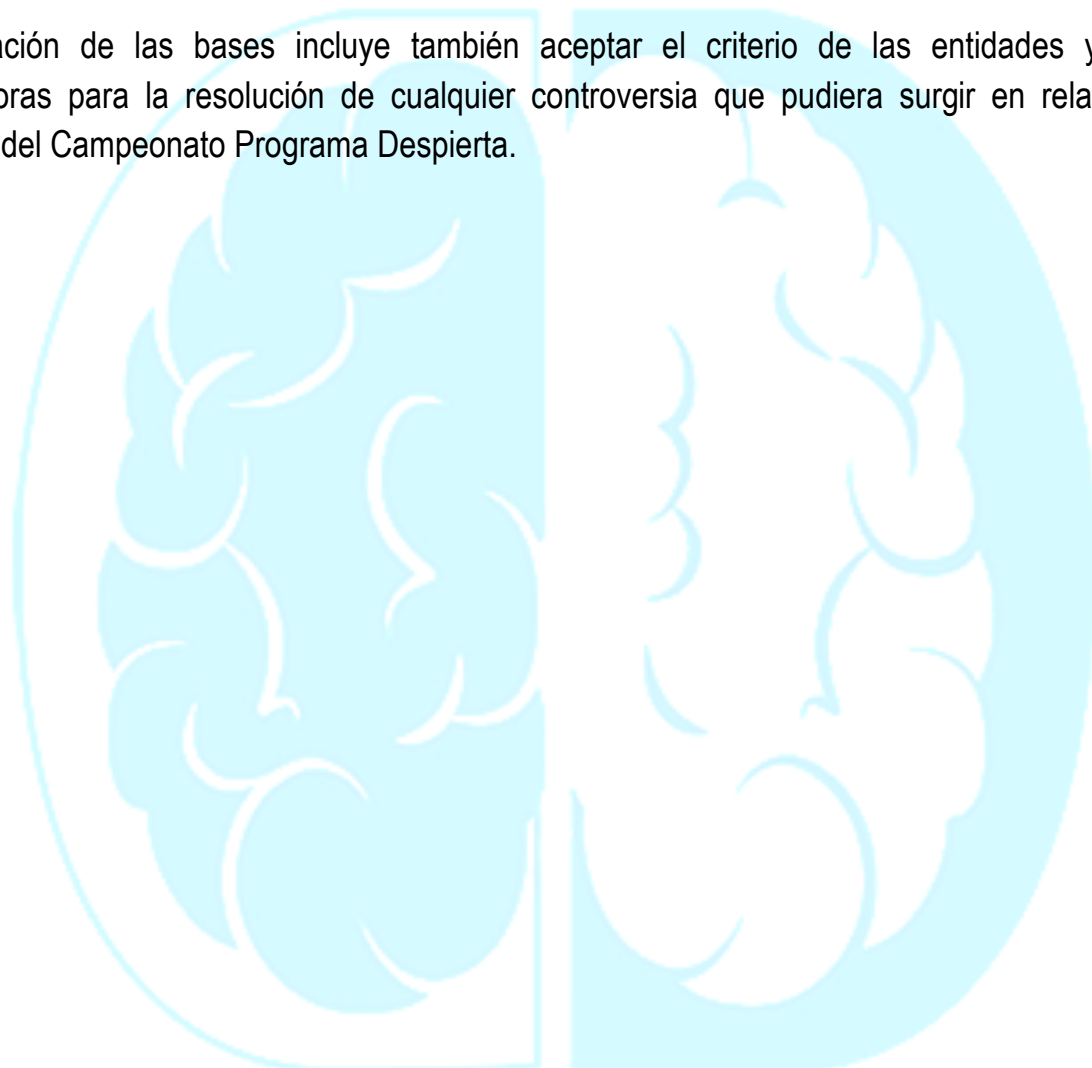 ación de las bases incluye también aceptar el criterio de las entidades y
oras para la resolución de cualquier controversia que pudiera surgir en rela
del Campeonato Programa Despierta.